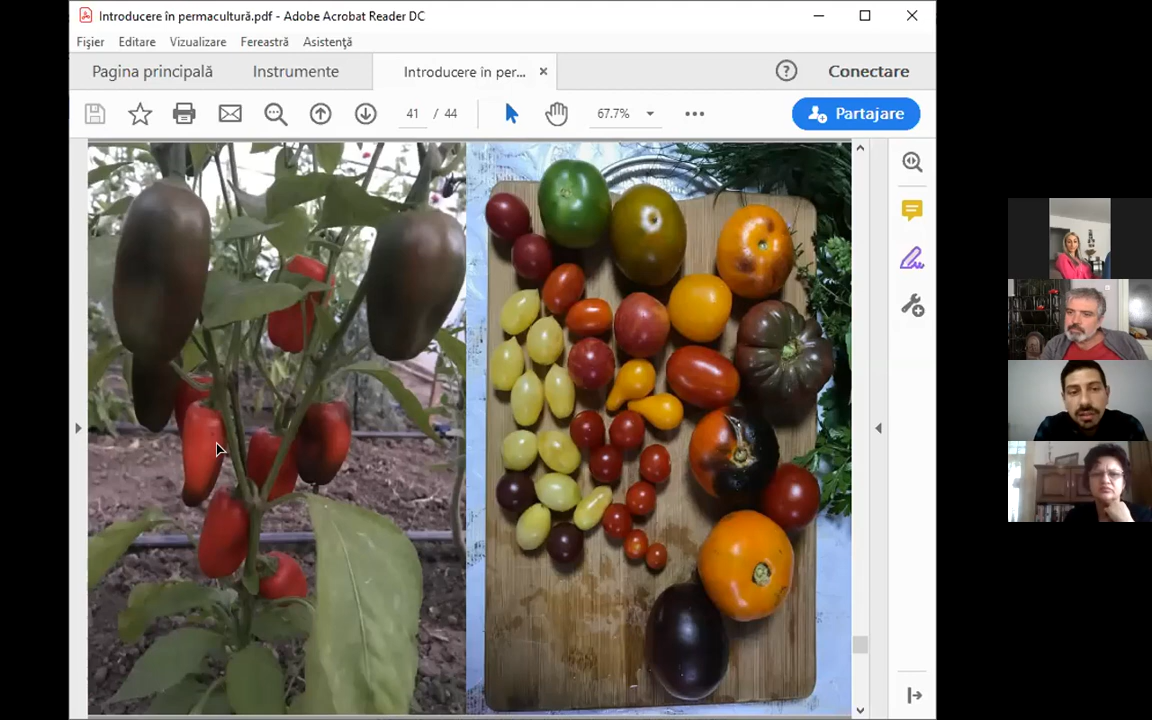 Introducere în permacultură.pdf - Adobe Acrobat Reader DC
Fișier Editare Vizualizare Fereastră Asistență
Pagina principală Instrumente Introducere în per... Conectare
41 / 44 67.7% Partajare